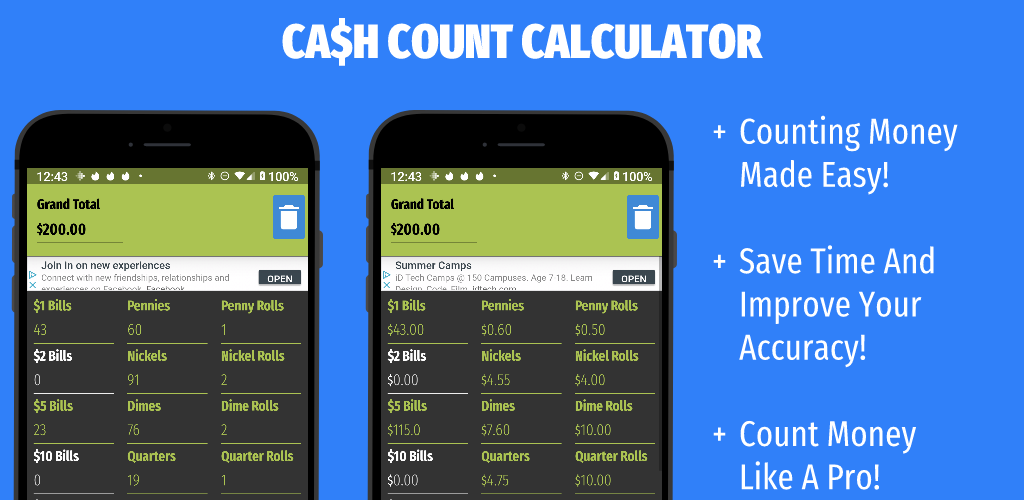 CA$H COUNT CALCULATOR
12:43 100%
Grand Total
$200.00
Join in on new experiences
Connect with new friendships, relationships and
experiences on Facebook. Facebook
OPEN
$1 Bills Pennies Penny Rolls
43 60 1
$2 Bills Nickels Nickel Rolls
0 91 2
$5 Bills Dimes Dime Rolls
23 76 2
$10 Bills Quarters Quarter Rolls
0 19 1
12:43 100%
Grand Total
$200.00
Summer Camps
iD Tech Camps @ 150 Campuses. Age 7-18. Learn
Design, Code, Film. idtech.com
OPEN
$1 Bills Pennies Penny Rolls
$43.00 $0.60 $0.50
$2 Bills Nickels Nickel Rolls
$0.00 $4.55 $4.00
$5 Bills Dimes Dime Rolls
$115.0 $7.60 $10.00
$10 Bills Quarters Quarter Rolls
$0.00 $4.75 $10.00
+ Counting Money
Made Easy!
+ Save Time And
Improve Your
Accuracy!
+ Count Money
Like A Pro!